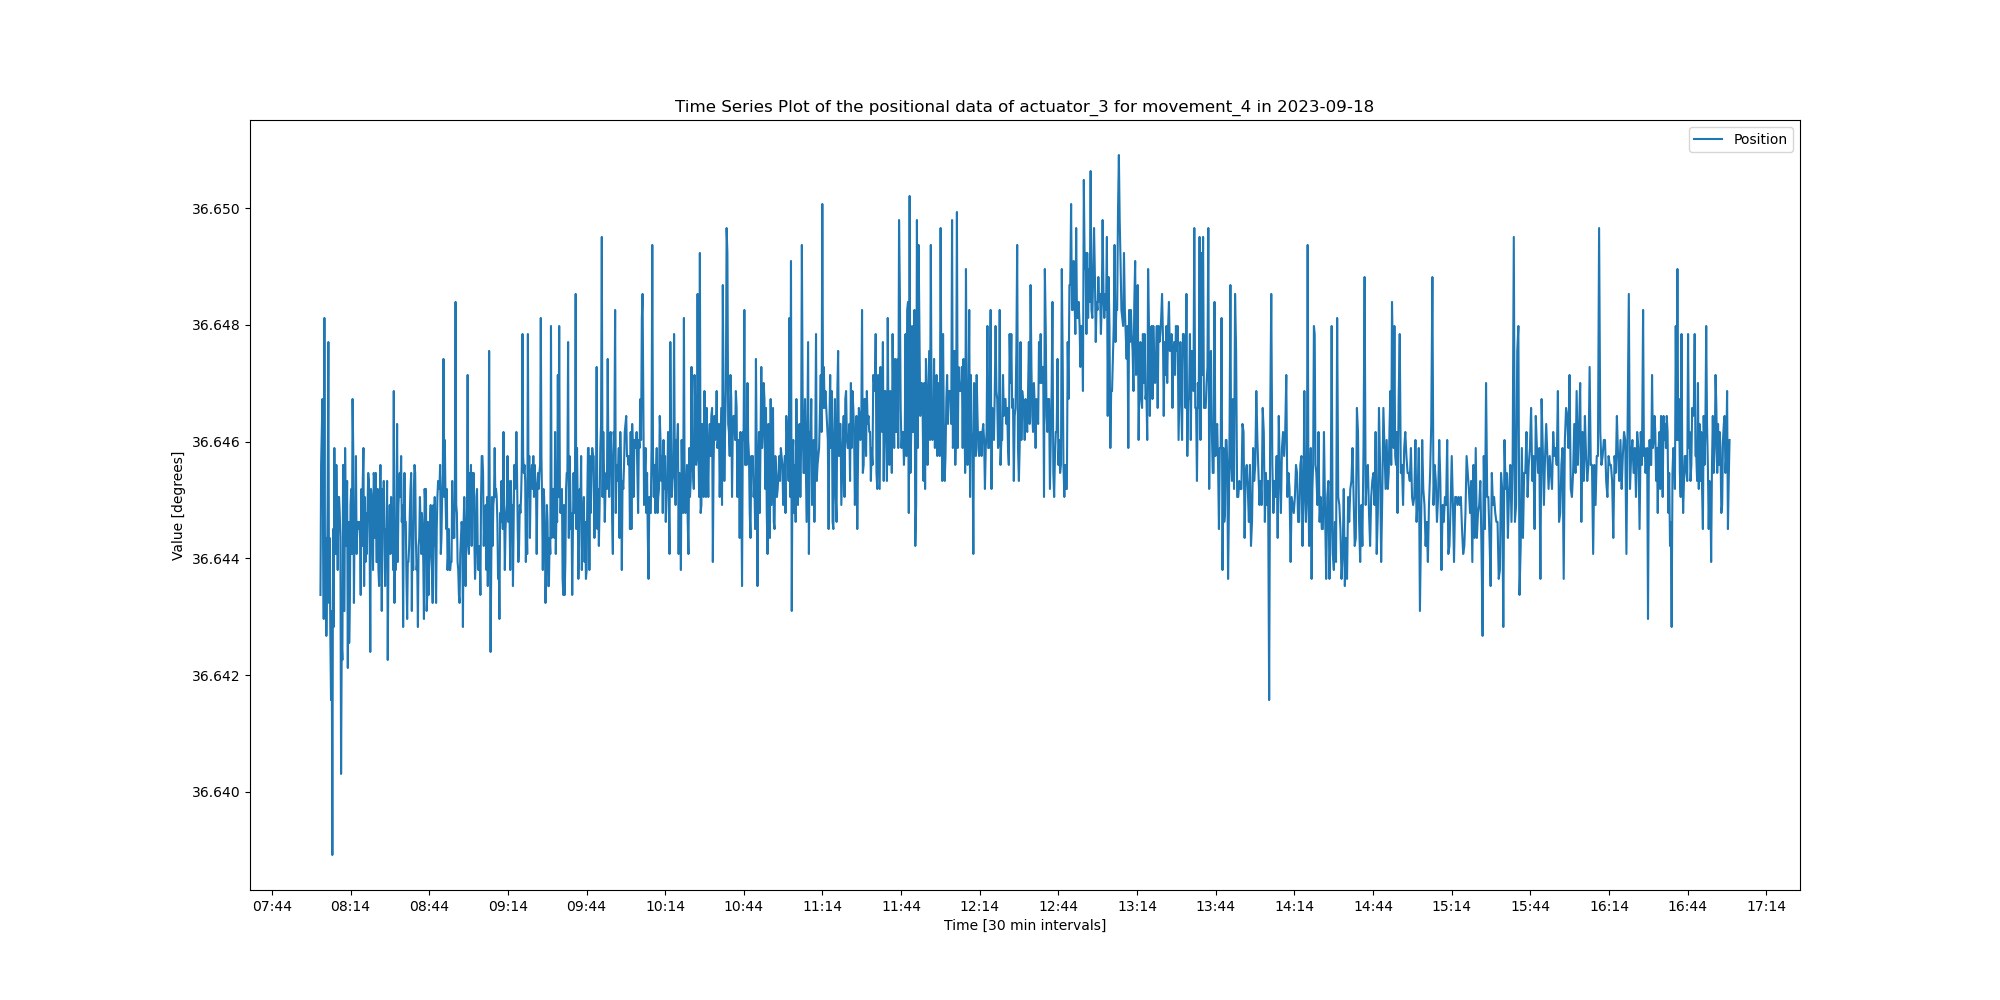 Time Series Plot of the positional data of actuator_3 for movement_4 in 2023-09-18
Position
36.650
36.648
36.646
36.644
36.642
36.640
Value [degrees]
07:44 08:14 08:44 09:14 09:44 10:14 10:44 11:14 11:44 12:14 12:44 13:14 13:44 14:14 14:44 15:14 15:44 16:14 16:44 17:14
Time [30 min intervals]